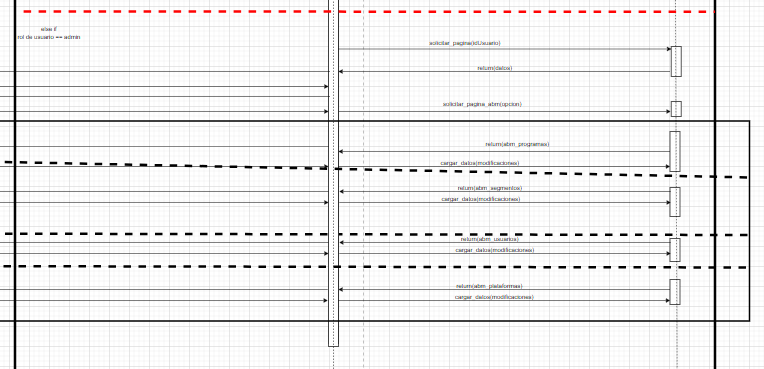 else if
rol de usuario == admin
solicitar_pagina(idUsuario)
return(datos)
solicitar_pagina_abm(opcion)
return(abm_programas)
cargar_datos(modificaciones)
return(abm_segmentos)
cargar_datos(modificaciones)
return(abm_usuarios)
cargar_datos(modificaciones)
return(abm_plataformas)
cargar_datos(modificaciones)